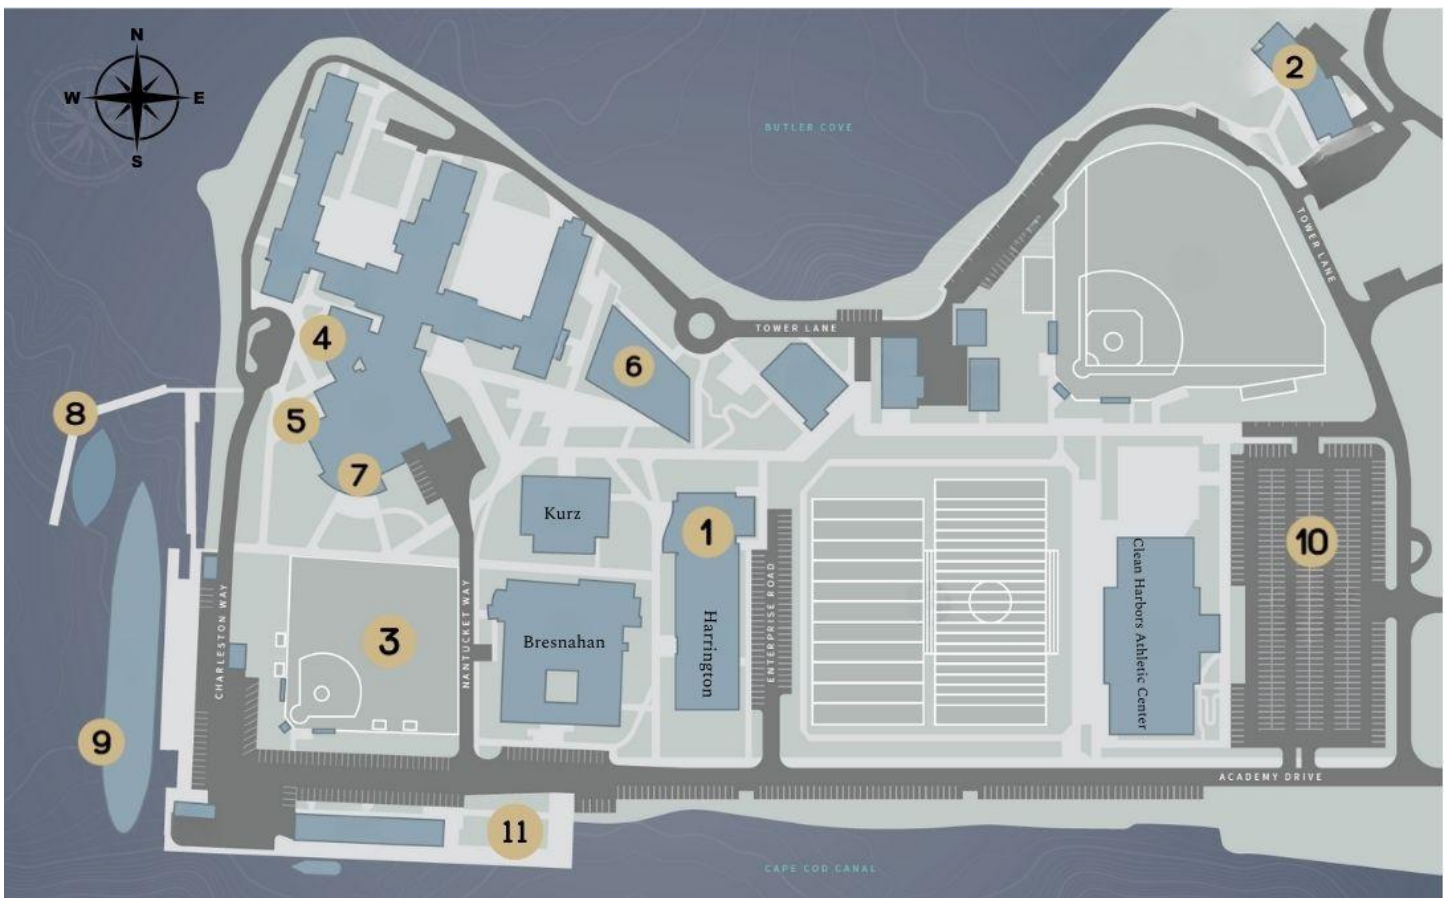 N
W E
S
2
BUTLER COVE
TOWER LANE
TOWER LANE
4
6
8
5
7
Kurz
1
10
Clean Harbors Athletic Center
CHARLESTON WAY
NANTUCKET WAY
ENTERPRISE ROAD
3
Bresnahan
Harrington
9
ACADEMY DRIVE
11
CAPE COD CANAL